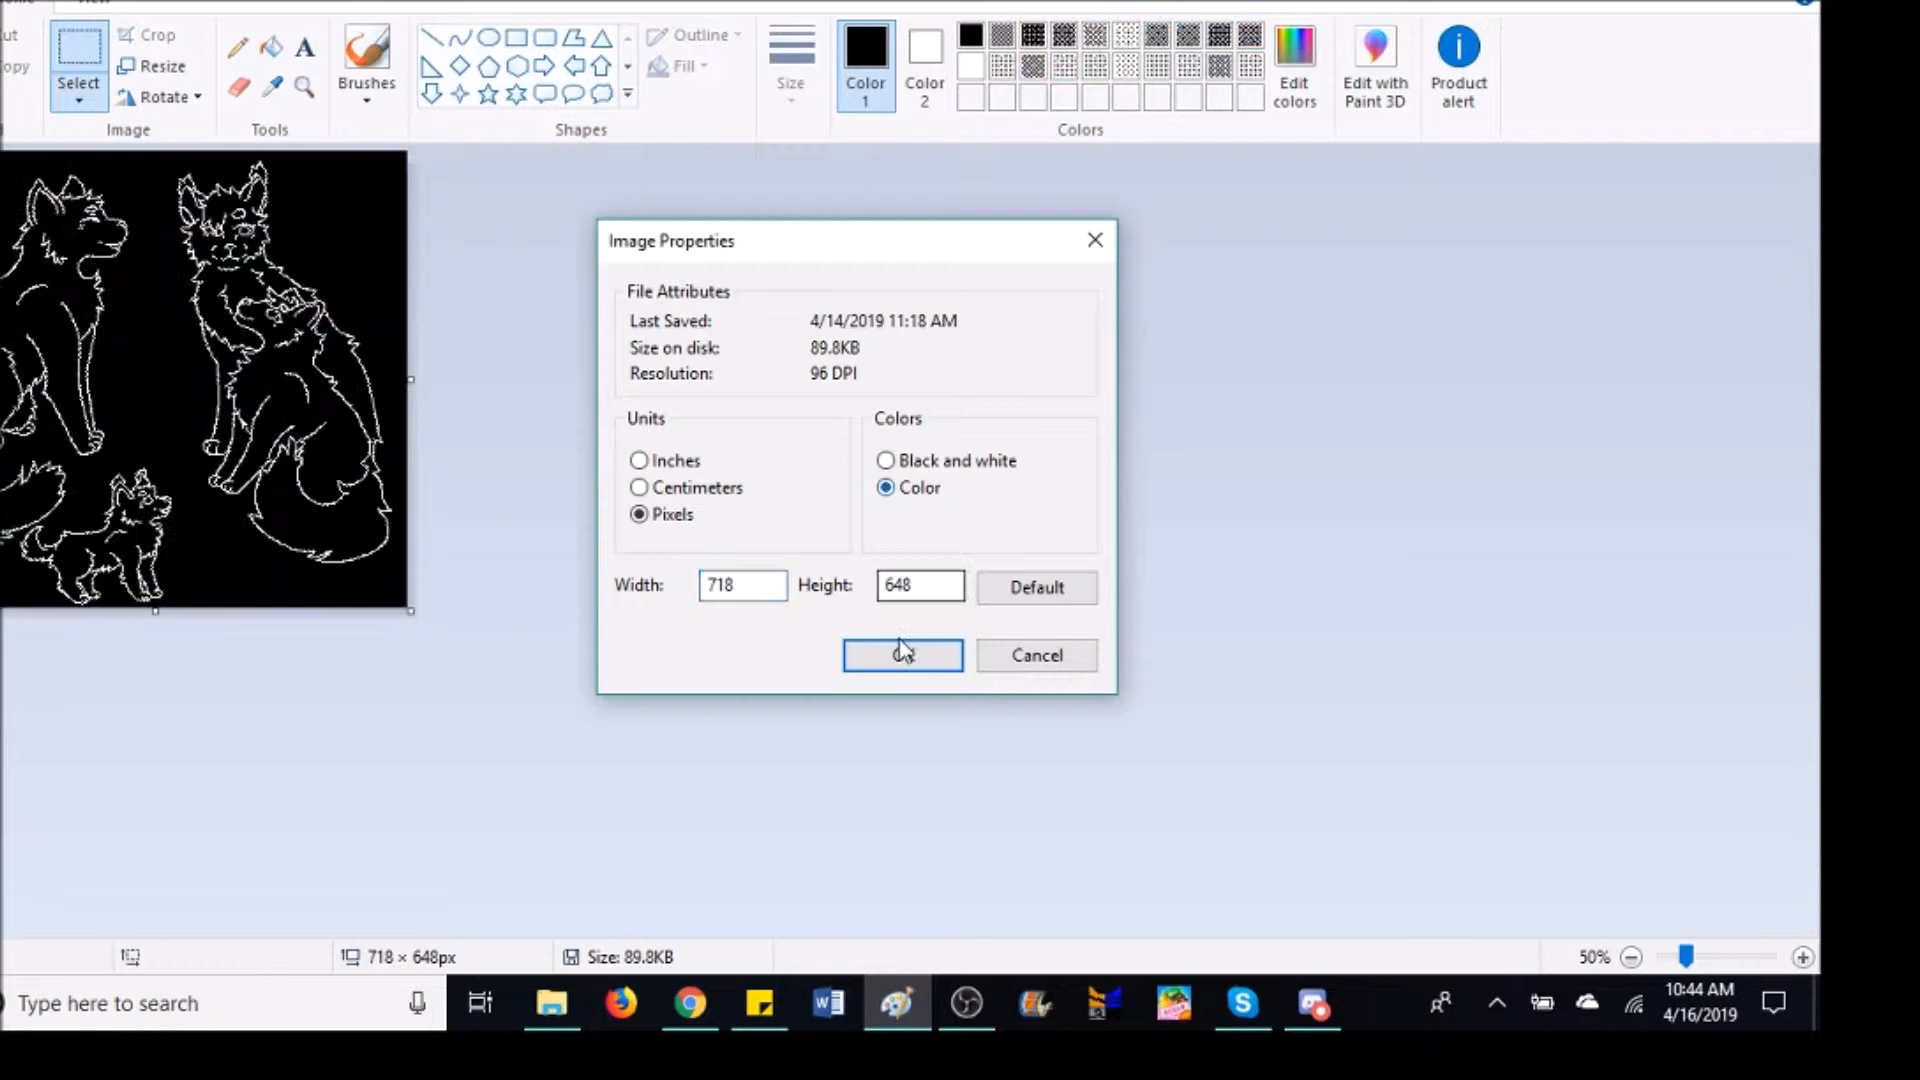 ut
opy
Select
Crop
Resize
Rotate
Image
Tools
Brushes
Shapes
Outline
Fill
Size
Color
1
Color
2
Colors
Edit
colors
Edit with
Paint 3D
Product
alert
Image Properties
File Attributes
Last Saved: 4/14/2019 11:18 AM
Size on disk: 89.8KB
Resolution: 96 DPI
Units
Inches
Centimeters
Pixels
Colors
Black and white
Color
Width: 718 Height: 648 Default
Cancel
718 × 648px
Size: 89.8KB
50%
Type here to search
10:44 AM
4/16/2019